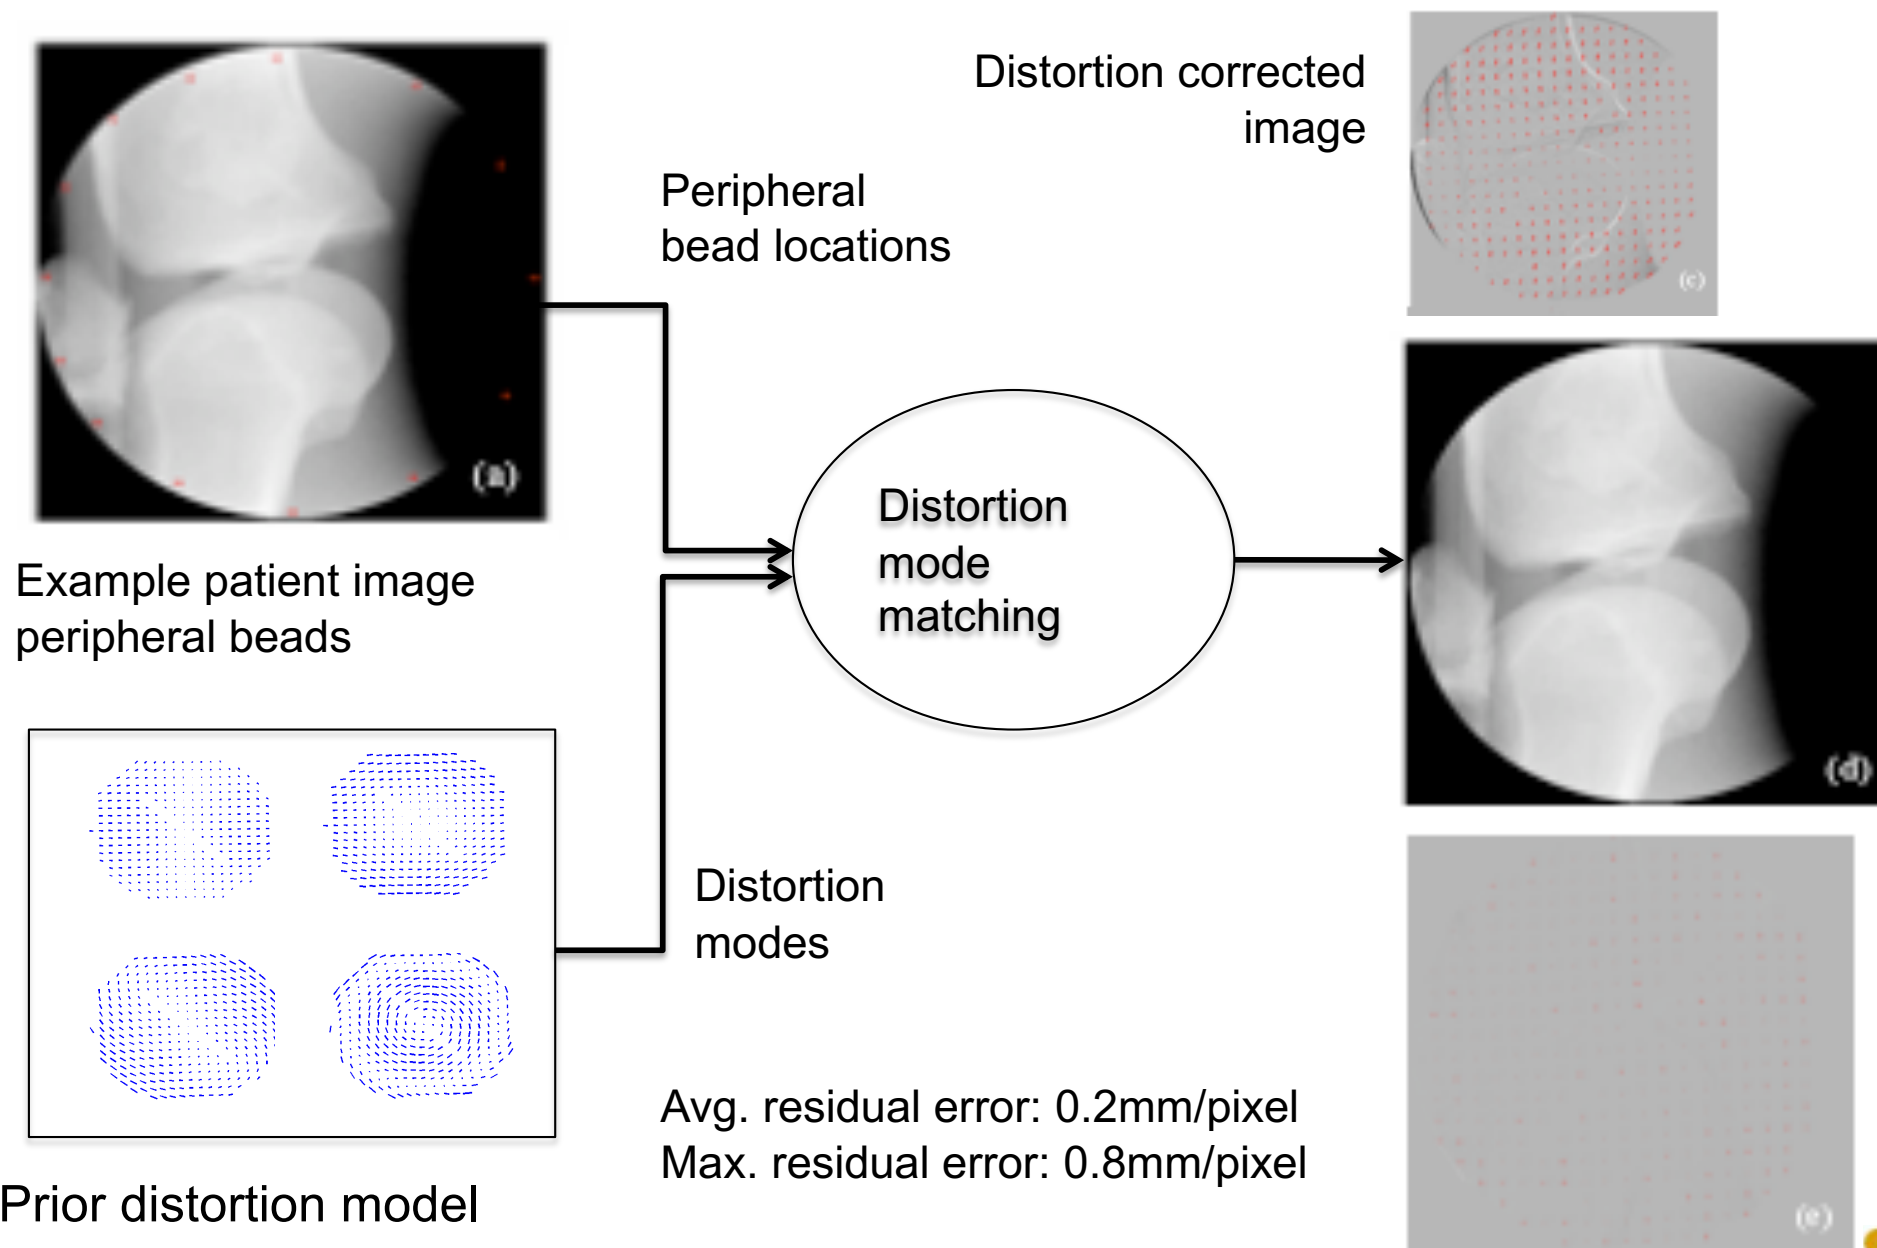 Distortion corrected
image
(c)
Peripheral
bead locations
(a)
Example patient image
peripheral beads
Distortion
mode
matching
(d)
Distortion
modes
Avg. residual error: 0.2mm/pixel
Max. residual error: 0.8mm/pixel
Prior distortion model
(e)